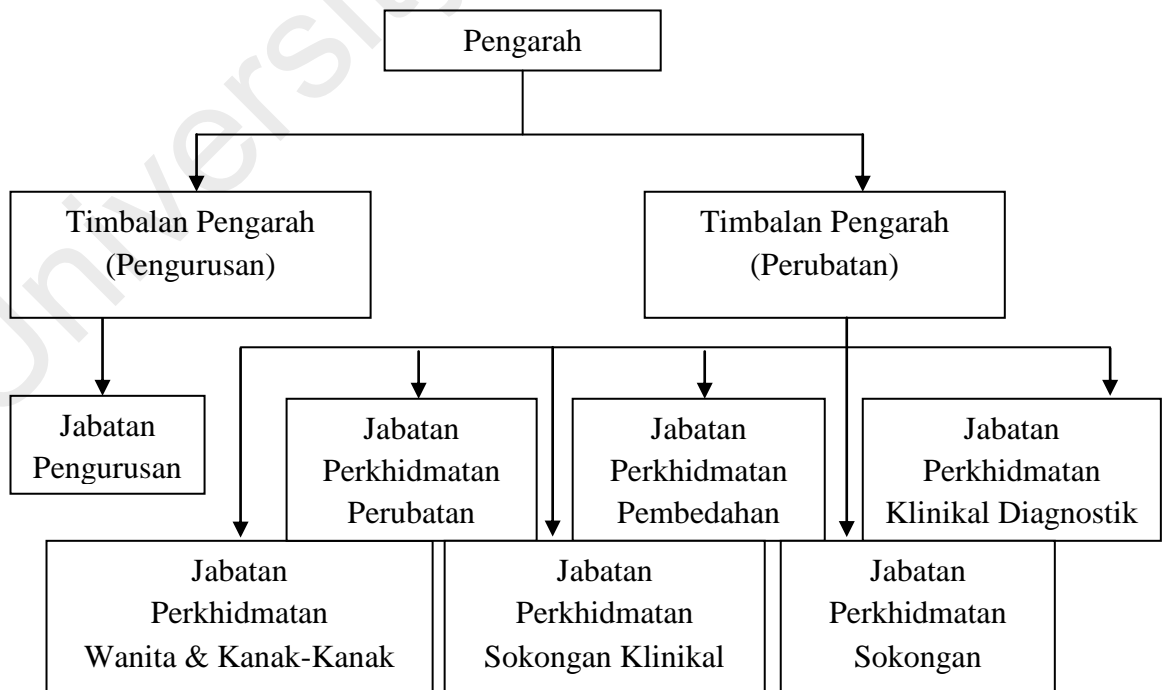 University
Pengarah
Timbalan Pengarah
(Pengurusan)
Timbalan Pengarah
(Perubatan)
Jabatan
Pengurusan
Jabatan
Perkhidmatan
Perubatan
Jabatan
Perkhidmatan
Pembedahan
Jabatan
Perkhidmatan
Klinikal Diagnostik
Jabatan
Perkhidmatan
Wanita & Kanak-Kanak
Jabatan
Perkhidmatan
Sokongan Klinikal
Jabatan
Perkhidmatan
Sokongan